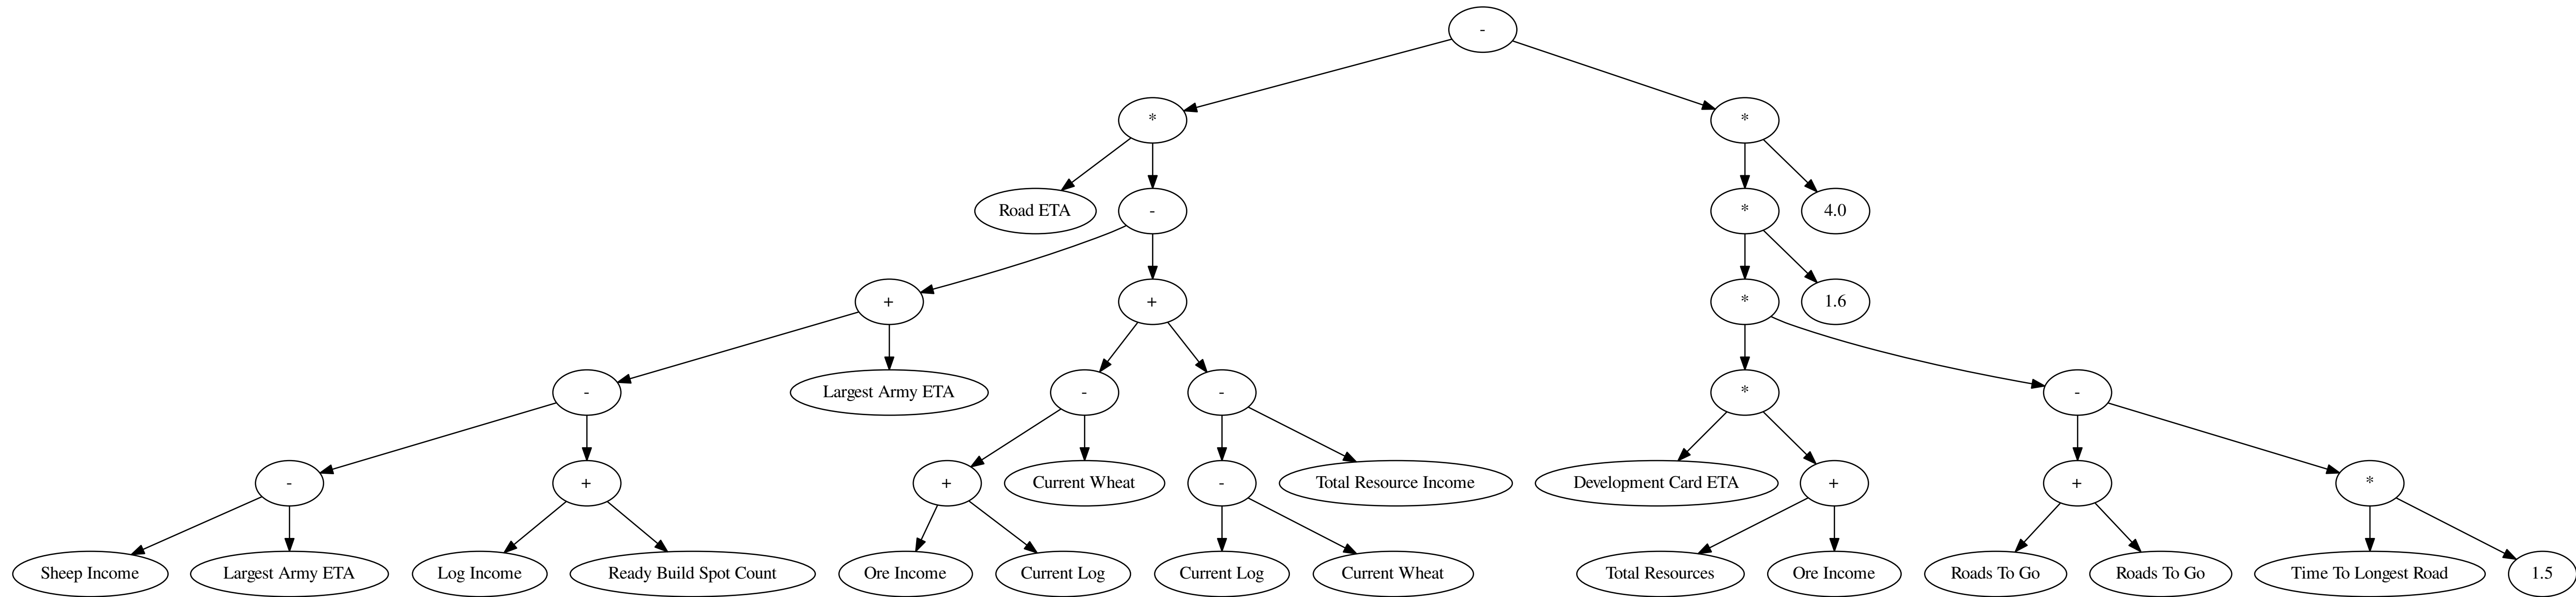 -
* *
Road ETA - * 4.0
+ + * 1.6
- Largest Army ETA - - * -
- + + Current Wheat - Total Resource Income Development Card ETA + + *
Sheep Income Largest Army ETA Log Income Ready Build Spot Count Ore Income Current Log Current Log Current Wheat Total Resources Ore Income Roads To Go Roads To Go Time To Longest Road 1.5